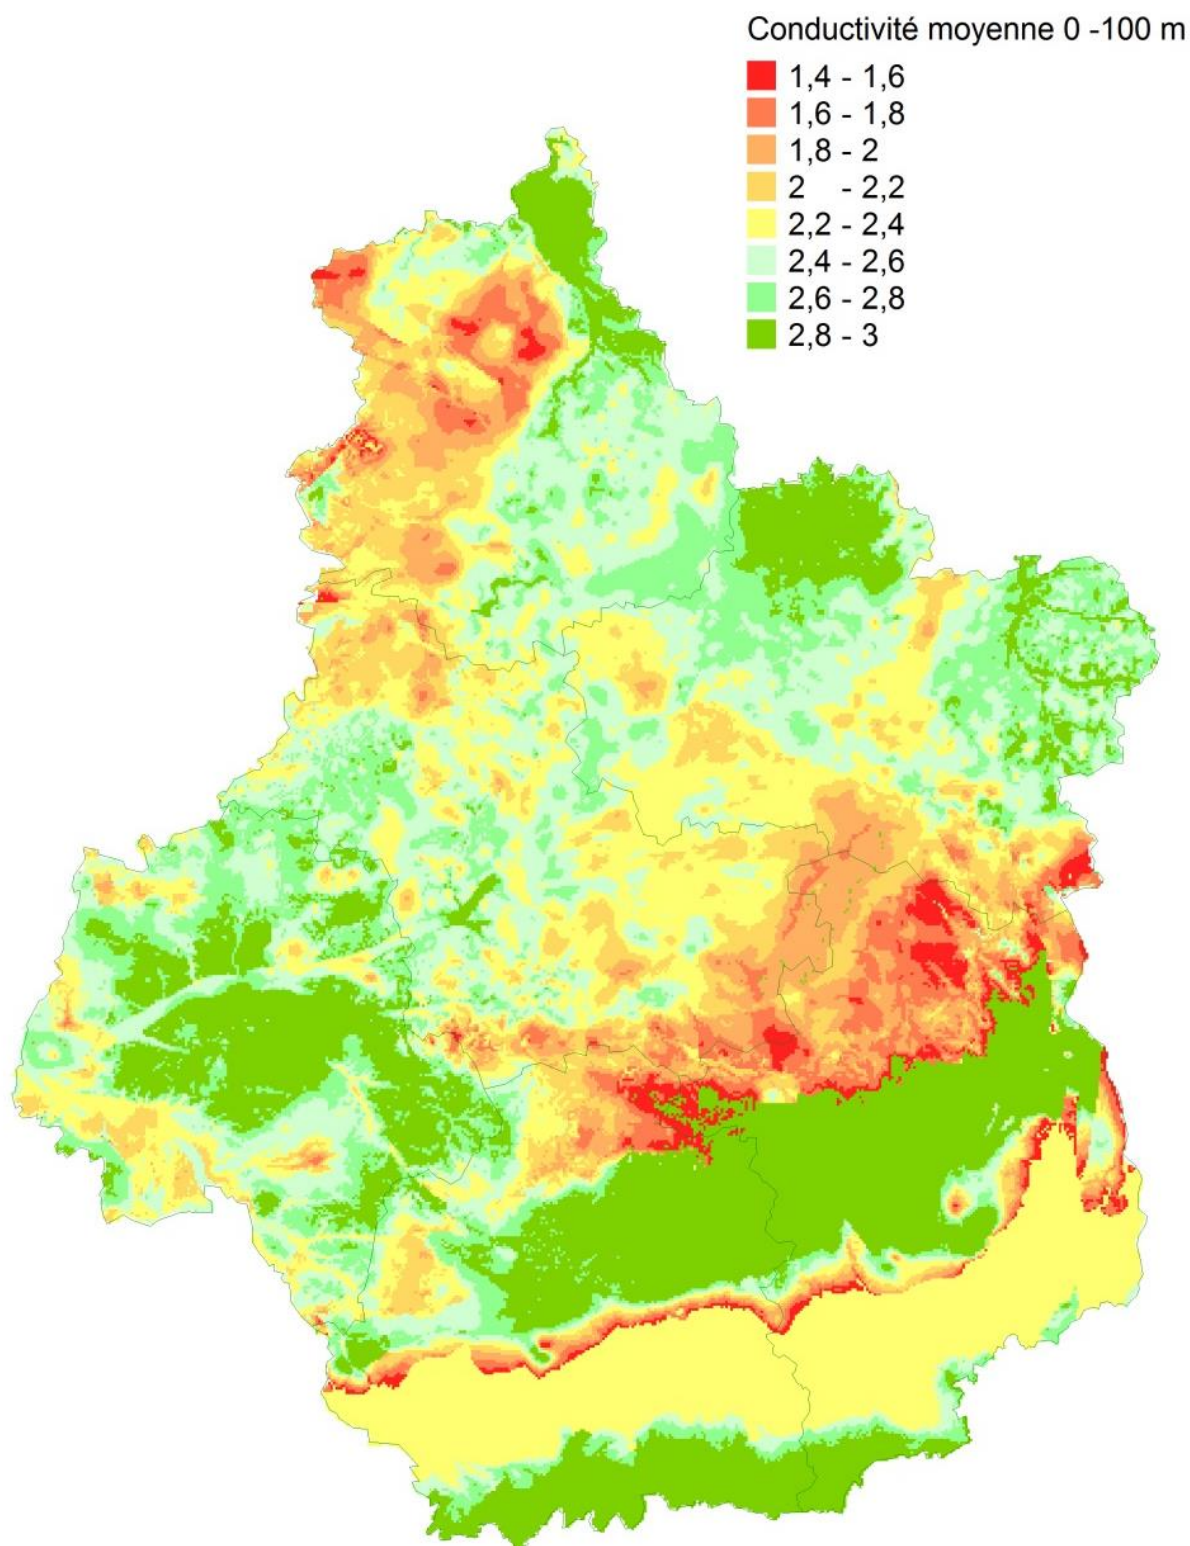 Conductivité moyenne 0 -100 m
1,4 - 1,6
1,6 - 1,8
1,8 - 2
2 - 2,2
2,2 - 2,4
2,4 - 2,6
2,6 - 2,8
2,8 - 3